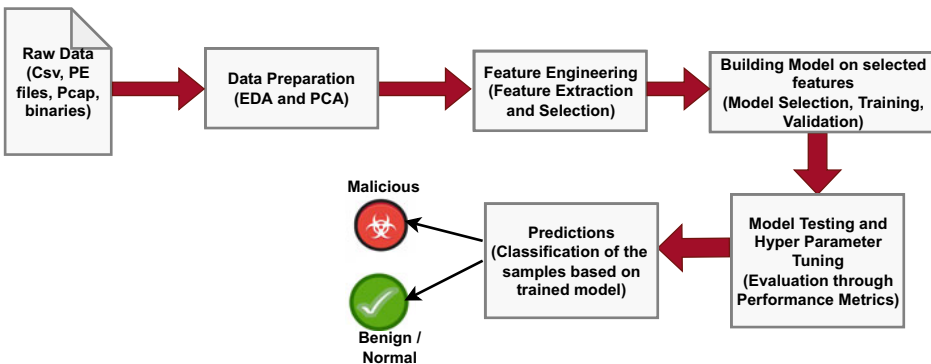 Raw Data
(Csv, PE
files, Pcap,
binaries)
Data Preparation
(EDA and PCA)
Feature Engineering
(Feature Extraction
and Selection)
Building Model on selected
features
(Model Selection, Training,
Validation)
Model Testing and
Hyper Parameter
Tuning
(Evaluation through
Performance Metrics)
Predictions
(Classification of the
samples based on
trained model)
Malicious
Benign /
Normal